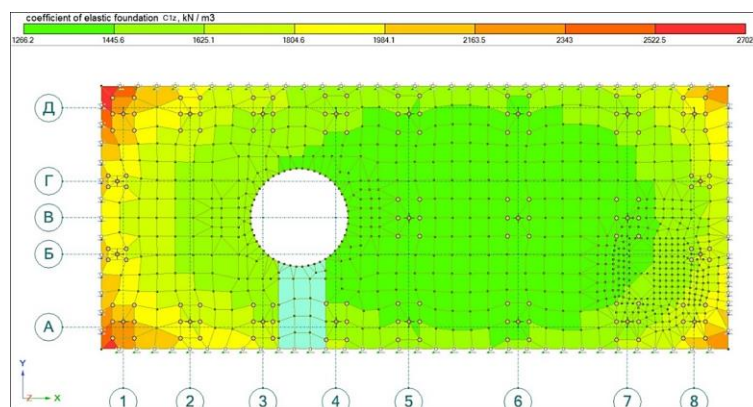 coefficient of elastic foundation C1z, kN / m3
1266.2 1445.6 1625.1 1804.6 1984.1 2163.5 2343 2522.5 2702
Д
Г
В
Б
А
Y
Z X
1 2 3 4 5 6 7 8